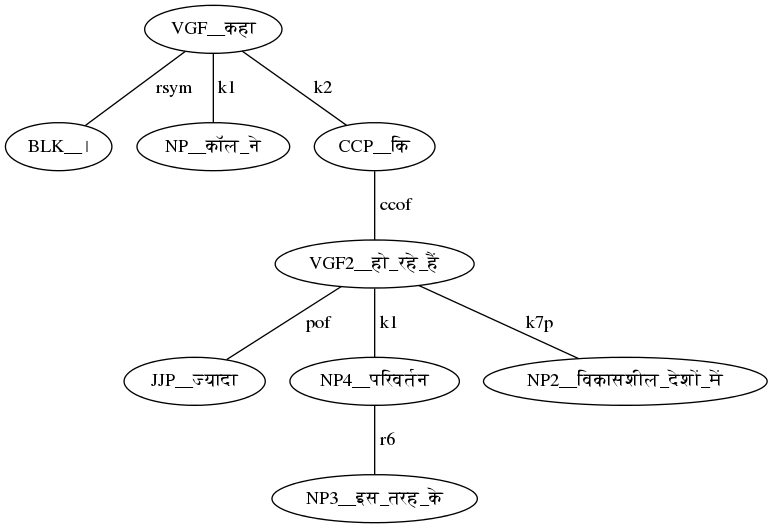 VGF__कहा
rsym k1 k2
BLK__। NP__कॉल_ने CCP__कि
ccof
VGF2__हो_रहे_हैं
pof k1 k7p
JJP__ज्यादा NP4__परिवर्तन NP2__विकासशील_देशों_में
r6
NP3__इस_तरह_के